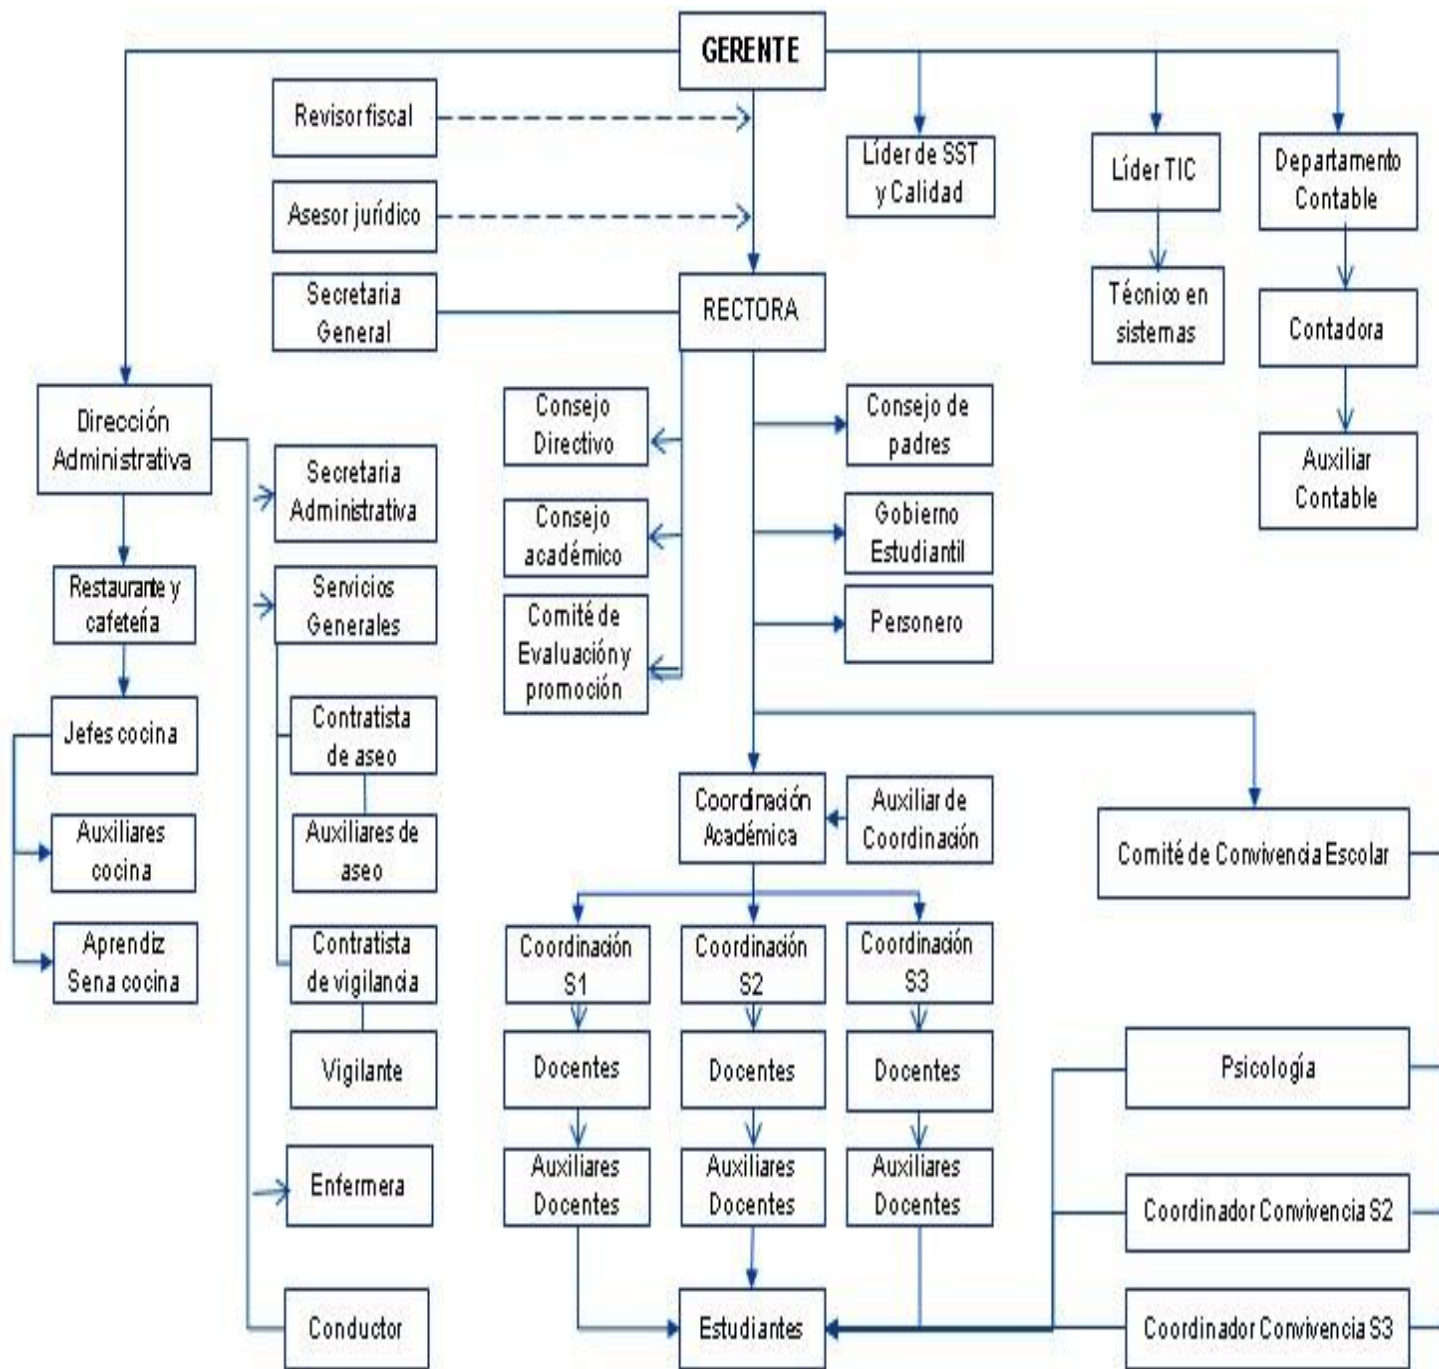 GERENTE
Revisor fiscal
Líder de SST
y Calidad
Líder TIC
Departamento
Contable
Asesor jurídico
Secretaria
General
RECTORA
Técnico en
sistemas
Contadora
Dirección
Administrativa
Consejo
Directivo
Consejo de
padres
Auxiliar
Contable
Secretaria
Administrativa
Consejo
académico
Gobierno
Estudiantil
Restaurante y
cafetería
Servicios
Generales
Comité de
Evaluación y
promoción
Personero
Jefes cocina
Contratista
de aseo
Coordinación
Académica
Auxiliar de
Coordinación
Comité de Convivencia Escolar
Auxiliares
cocina
Auxiliares de
aseo
Aprendiz
Sena cocina
Contratista
de vigilancia
Coordinación
S1
Coordinación
S2
Coordinación
S3
Vigilante
Docentes
Docentes
Docentes
Psicología
Enfermera
Auxiliares
Docentes
Auxiliares
Docentes
Auxiliares
Docentes
Coordinador Convivencia S2
Conductor
Estudiantes
Coordinador Convivencia S3